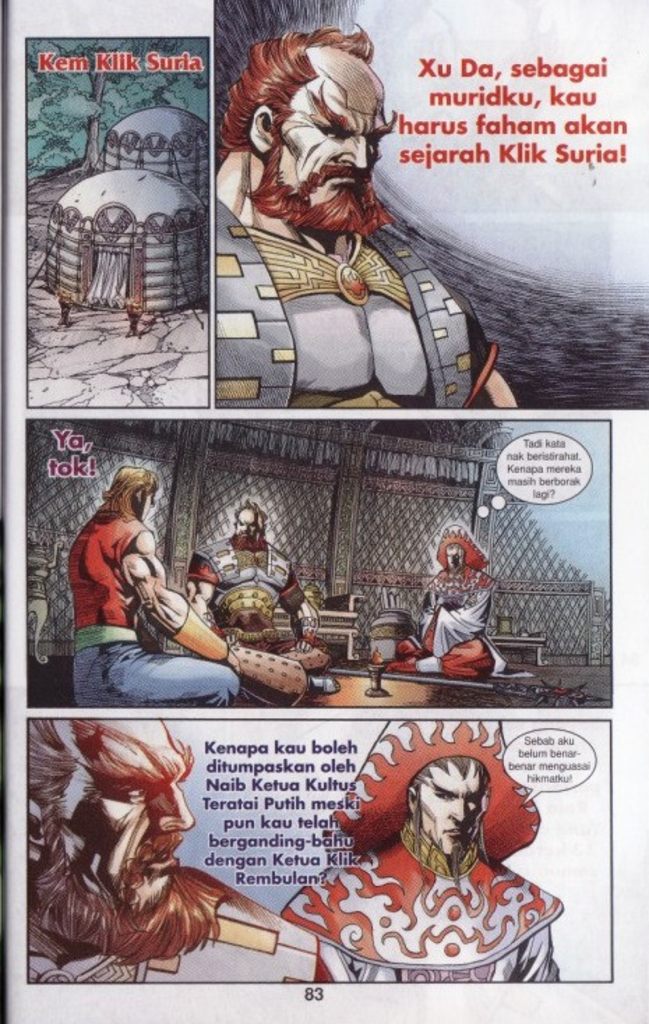 Kem Klik Suria
Xu Da, sebagai
muridku, kau
harus faham akan
sejarah Klik Suria!
Ya,
tok!
Tadi kata
nak beristirahat.
Kenapa mereka
masih berborak
lagi?
Kenapa kau boleh
ditumpaskan oleh
Naib Ketua Kultus
Teratai Putih meski
pun kau telah
berganding-bahu
dengan Ketua Klik
Rembulan?
Sebab aku
belum benar-
benar menguasai
hikmatku!
83